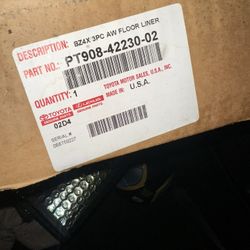 DESCRIPTION: BZ4X 3PC AW FLOOR LINER
PART NO.: PT908-42230-02
QUANTITY: 1
TOYOTA MOTOR SALES, U.S.A., INC.
MADE IN
U.S.A.
TOYOTA LEXUS
02D4
SERIAL #